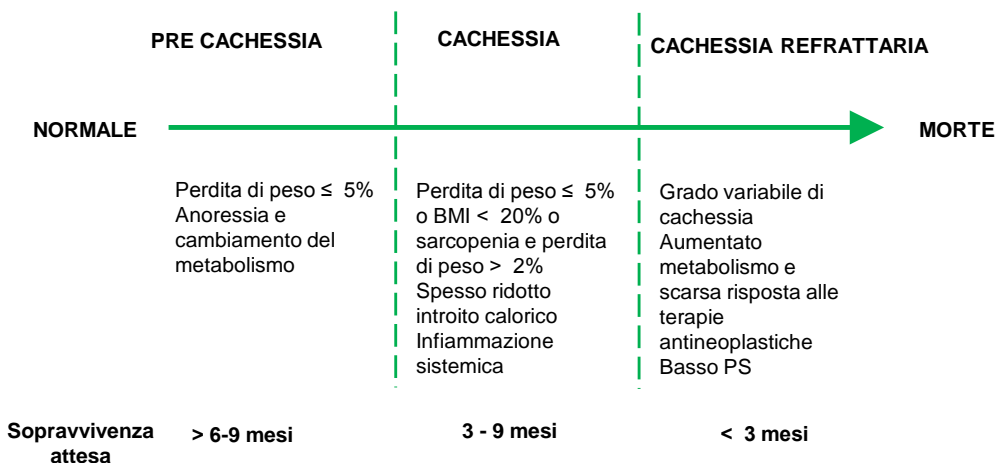 PRE CACHESSIA
CACHESSIA
CACHESSIA REFRATTARIA
NORMALE
MORTE
Perdita di peso ≤ 5%
Anoressia e
cambiamento del
metabolismo
Perdita di peso ≤ 5%
o BMI < 20% o
sarcopenia e perdita
di peso > 2%
Spesso ridotto
introito calorico
Infiammazione
sistemica
Grado variabile di
cachessia
Aumentato
metabolismo e
scarsa risposta alle
terapie
antineoplastiche
Basso PS
Sopravvivenza
attesa
> 6-9 mesi
3 - 9 mesi
< 3 mesi